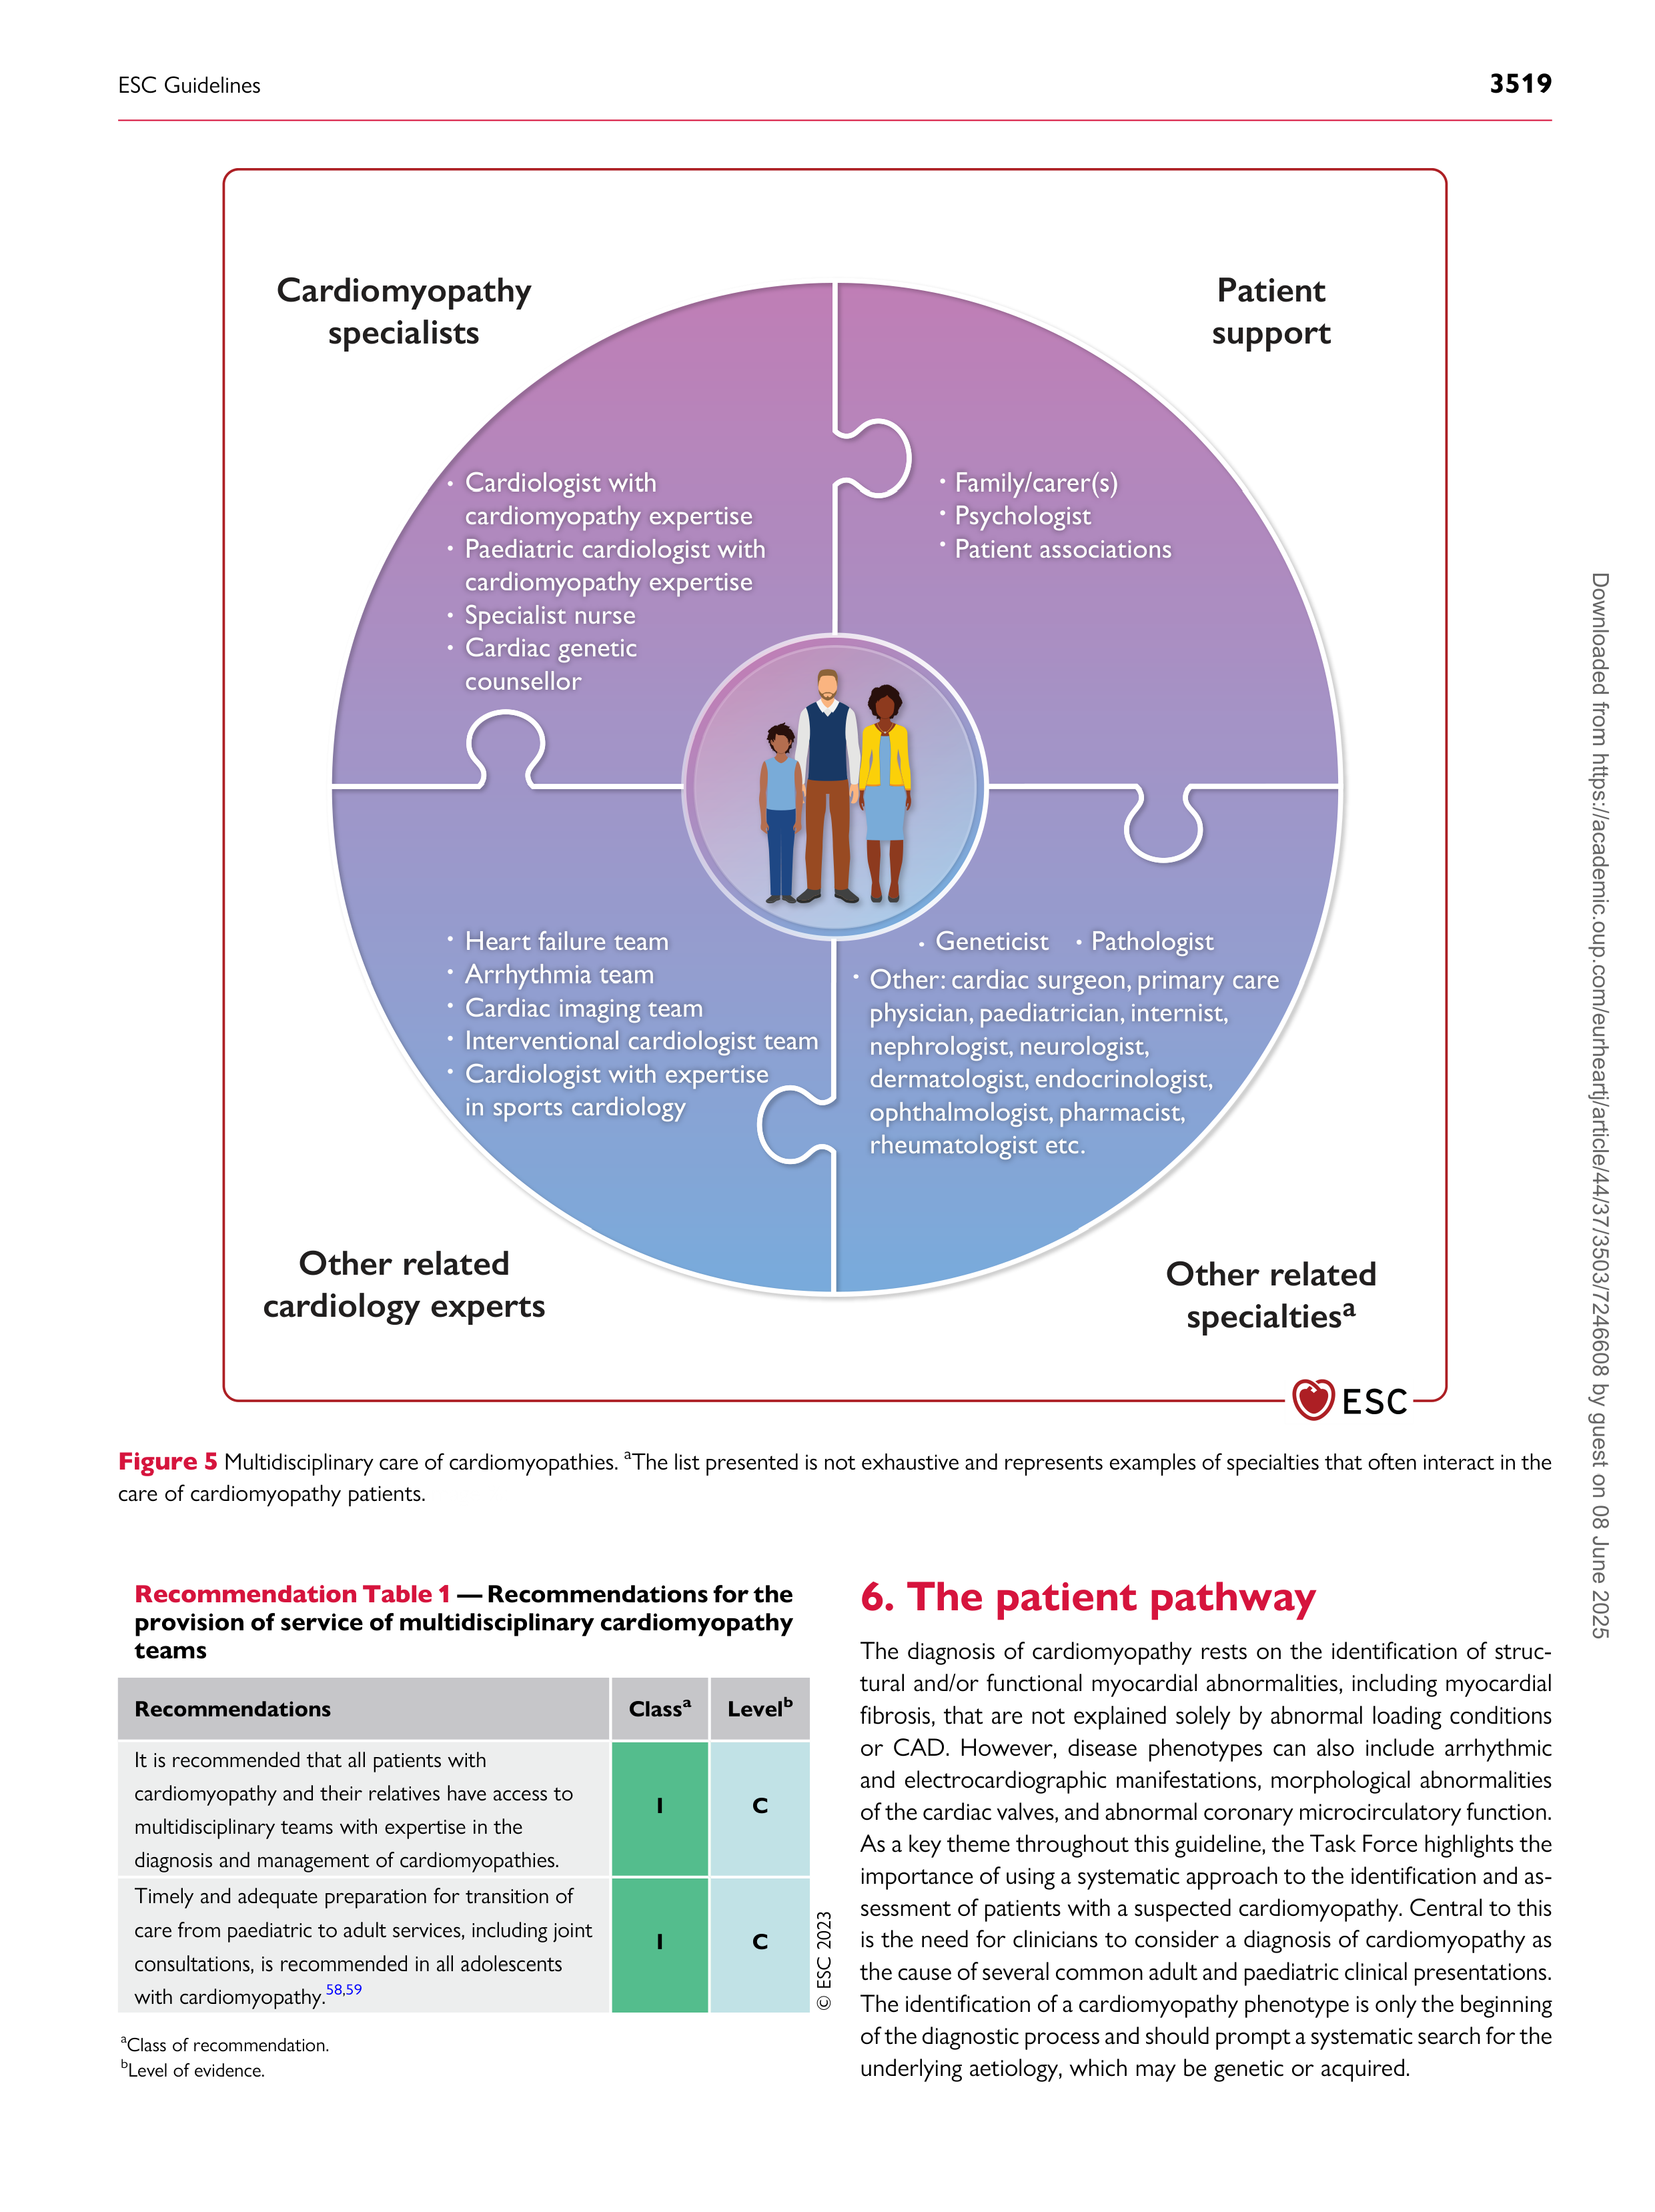 ESC Guidelines
3519
Cardiomyopathy
specialists
Patient
support
• Cardiologist with
cardiomyopathy expertise
• Paediatric cardiologist with
cardiomyopathy expertise
• Specialist nurse
• Cardiac genetic
counsellor
• Family/carer(s)
• Psychologist
• Patient associations
• Heart failure team
• Arrhythmia team
• Cardiac imaging team
• Interventional cardiologist team
• Cardiologist with expertise
in sports cardiology
• Geneticist • Pathologist
• Other: cardiac surgeon, primary care
physician, paediatrician, internist,
nephrologist, neurologist,
dermatologist, endocrinologist,
ophthalmologist, pharmacist,
rheumatologist etc.
Other related
cardiology experts
Other related
specialtiesᵃ
ESC
Figure 5 Multidisciplinary care of cardiomyopathies. ᵃThe list presented is not exhaustive and represents examples of specialties that often interact in the
care of cardiomyopathy patients.
Recommendation Table 1 — Recommendations for the
provision of service of multidisciplinary cardiomyopathy
teams
Recommendations Classᵃ Levelᵇ
It is recommended that all patients with
cardiomyopathy and their relatives have access to
multidisciplinary teams with expertise in the
diagnosis and management of cardiomyopathies.
I C
Timely and adequate preparation for transition of
care from paediatric to adult services, including joint
consultations, is recommended in all adolescents
with cardiomyopathy.58,59
I C
© ESC 2023
ᵃClass of recommendation.
ᵇLevel of evidence.
6. The patient pathway
The diagnosis of cardiomyopathy rests on the identification of struc-
tural and/or functional myocardial abnormalities, including myocardial
fibrosis, that are not explained solely by abnormal loading conditions
or CAD. However, disease phenotypes can also include arrhythmic
and electrocardiographic manifestations, morphological abnormalities
of the cardiac valves, and abnormal coronary microcirculatory function.
As a key theme throughout this guideline, the Task Force highlights the
importance of using a systematic approach to the identification and as-
sessment of patients with a suspected cardiomyopathy. Central to this
is the need for clinicians to consider a diagnosis of cardiomyopathy as
the cause of several common adult and paediatric clinical presentations.
The identification of a cardiomyopathy phenotype is only the beginning
of the diagnostic process and should prompt a systematic search for the
underlying aetiology, which may be genetic or acquired.
Downloaded from https://academic.oup.com/eurheartj/article/44/37/3503/7246608 by guest on 08 June 2025